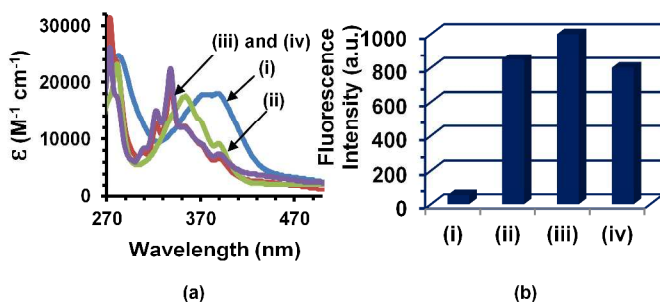 (a)
30000
20000
10000
0
ε (M⁻¹ cm⁻¹)
270 370 470
Wavelength (nm)
(iii) and (iv)
(i)
(ii)
(a)
Fluorescence
Intensity (a.u.)
1000
800
600
400
200
0
(i) (ii) (iii) (iv)
(b)